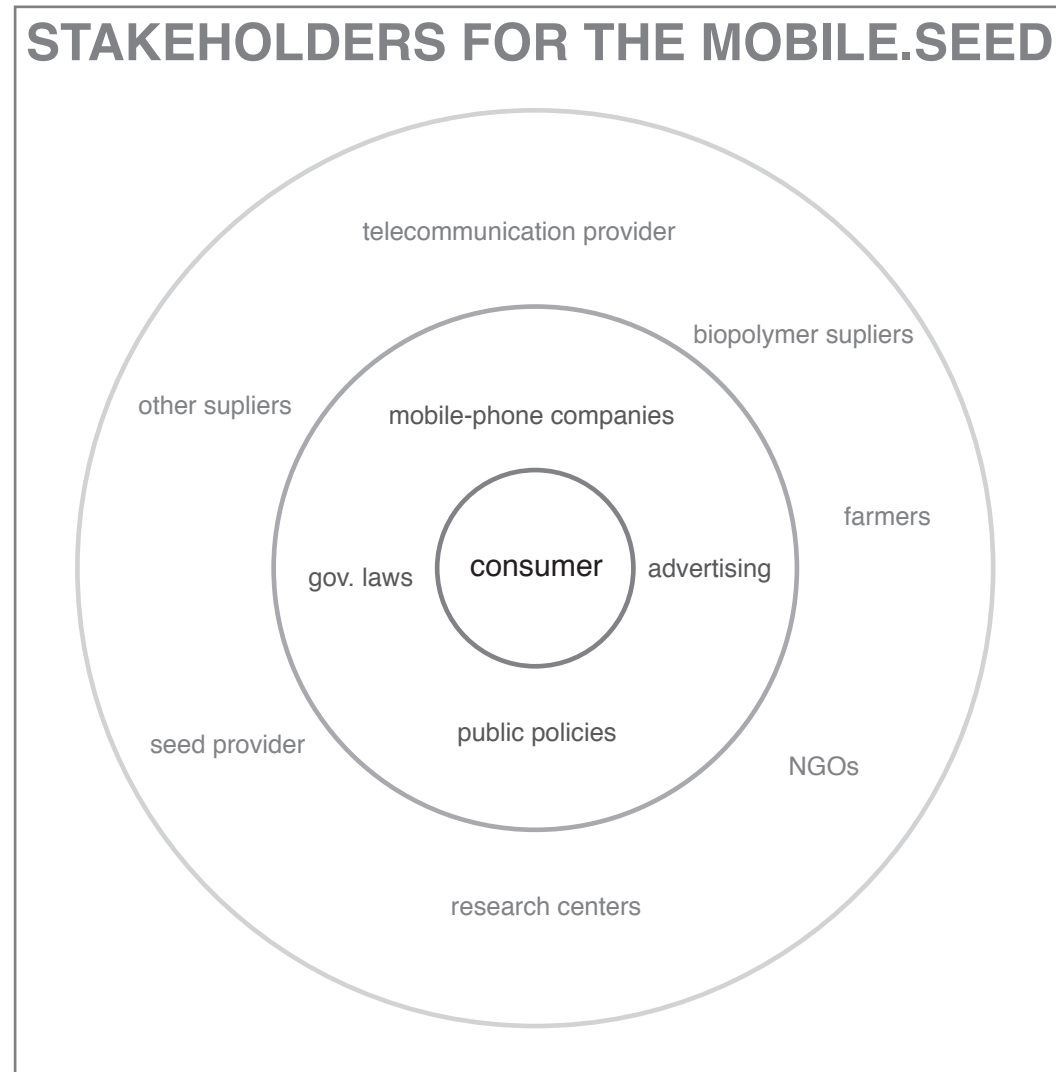 STAKEHOLDERS FOR THE MOBILE.SEED
telecommunication provider
biopolymer supliers
other supliers
mobile-phone companies
farmers
gov. laws
consumer
advertising
public policies
seed provider
NGOs
research centers